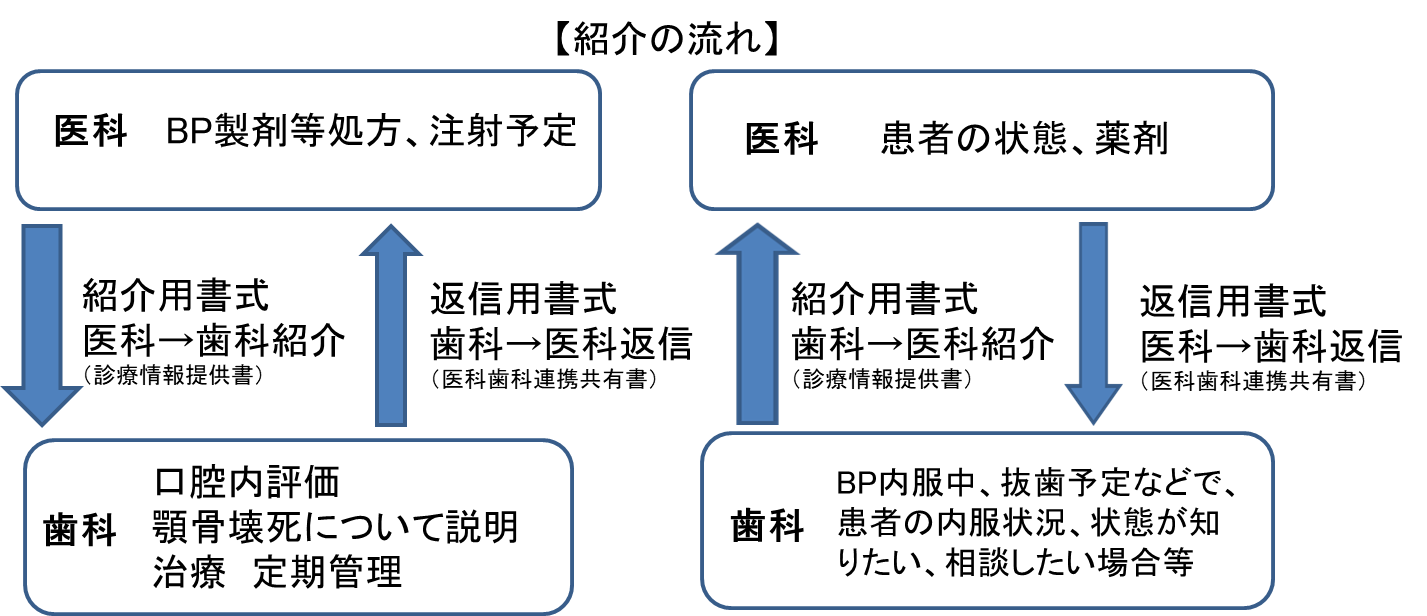 【紹介の流れ】
医科 BP製剤等処方、注射予定
紹介用書式
医科→歯科紹介
（診療情報提供書）
返信用書式
歯科→医科返信
（医科歯科連携共有書）
歯科
口腔内評価
顎骨壊死について説明
治療 定期管理
医科 患者の状態、薬剤
紹介用書式
歯科→医科紹介
（診療情報提供書）
返信用書式
医科→歯科返信
（医科歯科連携共有書）
歯科
BP内服中、抜歯予定などで、
患者の内服状況、状態が知
りたい、相談したい場合等